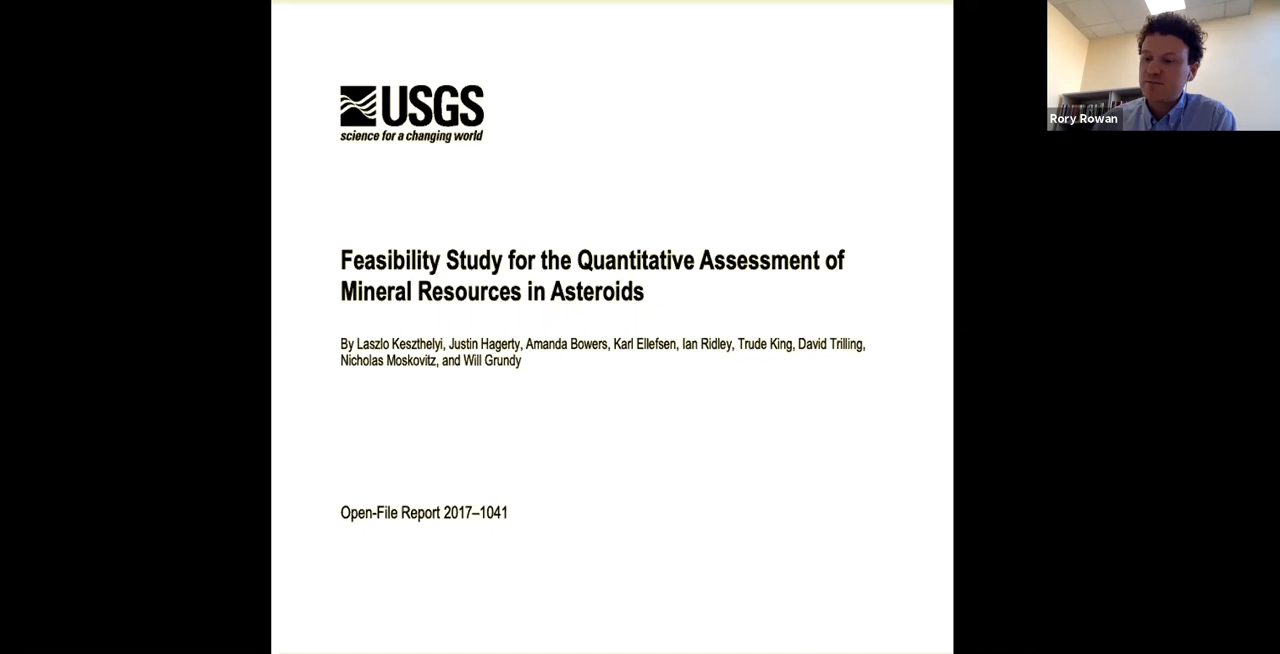 USGS
science for a changing world
Rory Rowan
Feasibility Study for the Quantitative Assessment of
Mineral Resources in Asteroids
By Laszlo Keszthelyi, Justin Hagerty, Amanda Bowers, Karl Ellefsen, Ian Ridley, Trude King, David Trilling,
Nicholas Moskovitz, and Will Grundy
Open-File Report 2017–1041